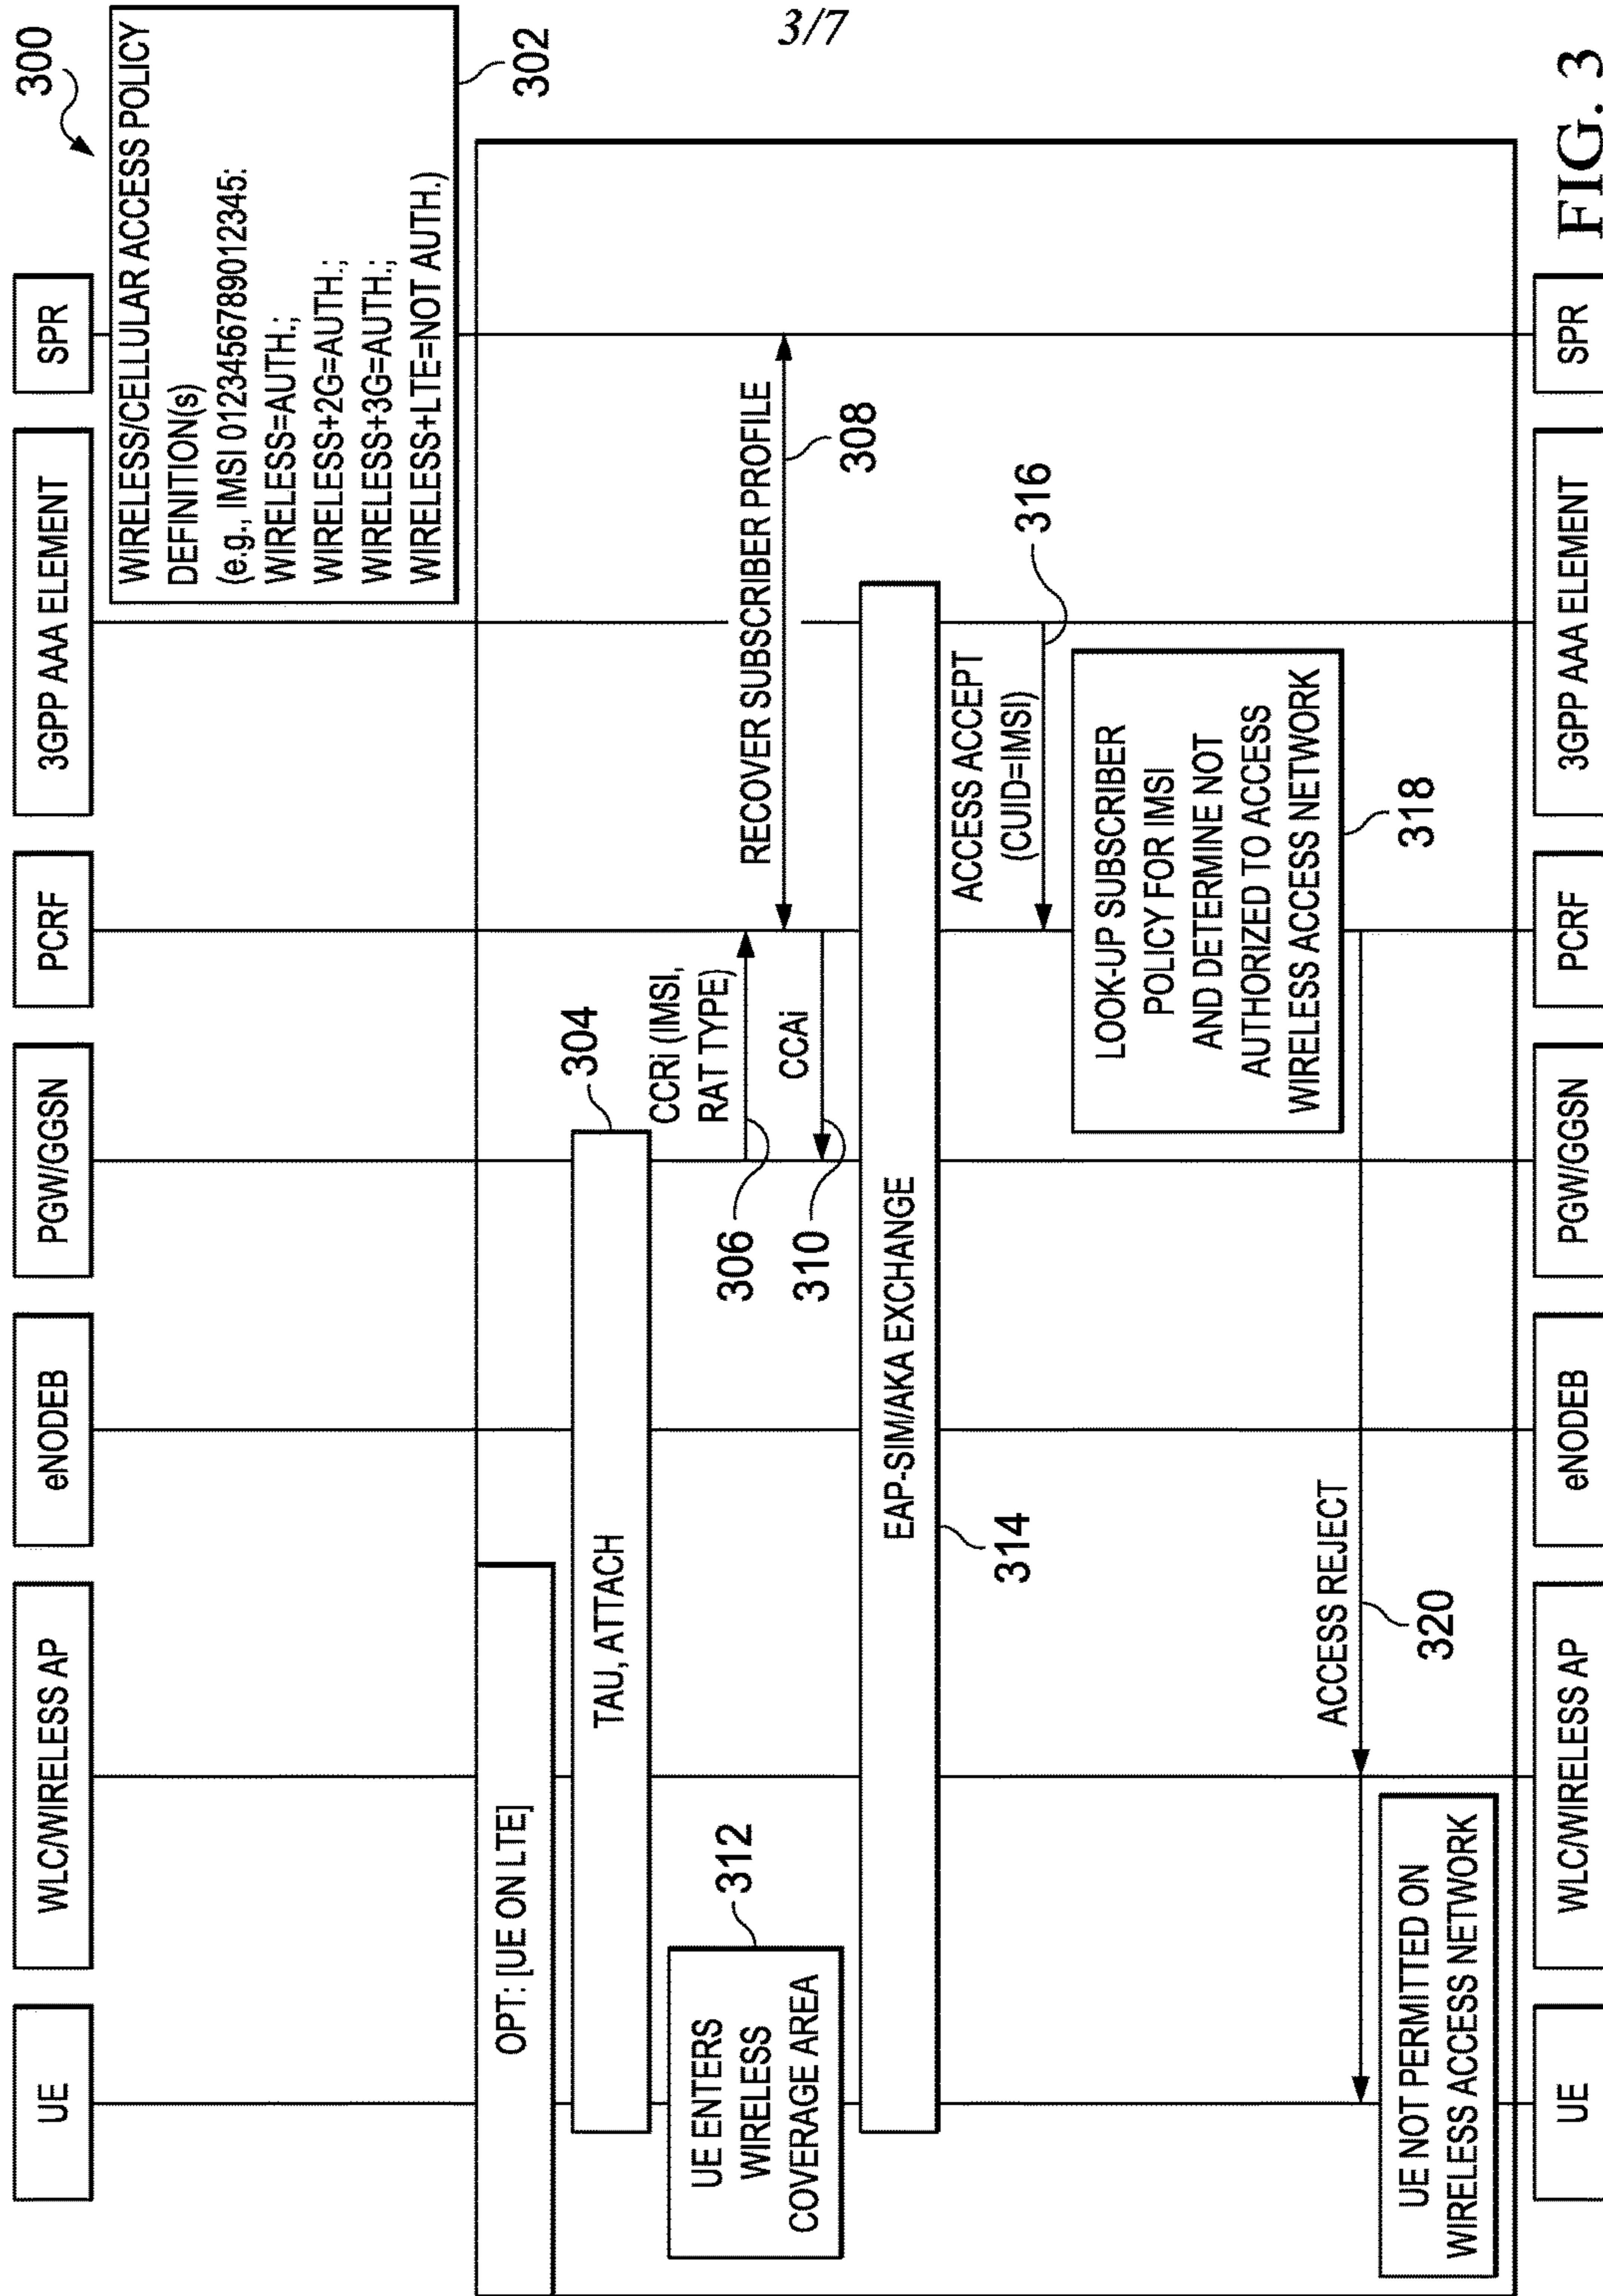 3/7
300
UE
WLC/WIRELESS AP
eNODEB
PGW/GGSN
PCRF
3GPP AAA ELEMENT
SPR
WIRELESS/CELLULAR ACCESS POLICY
DEFINITION(s)
(e.g., IMSI 0123456789012345:
WIRELESS=AUTH.;
WIRELESS+2G=AUTH.;
WIRELESS+3G=AUTH.;
WIRELESS+LTE=NOT AUTH.)
302
OPT: [UE ON LTE]
TAU, ATTACH
304
CCRi (IMSI,
RAT TYPE)
306
RECOVER SUBSCRIBER PROFILE
308
CCAi
310
UE ENTERS
WIRELESS
COVERAGE AREA
312
EAP-SIM/AKA EXCHANGE
314
ACCESS ACCEPT
(CUID=IMSI)
316
LOOK-UP SUBSCRIBER
POLICY FOR IMSI
AND DETERMINE NOT
AUTHORIZED TO ACCESS
WIRELESS ACCESS NETWORK
318
ACCESS REJECT
320
UE NOT PERMITTED ON
WIRELESS ACCESS NETWORK
UE
WLC/WIRELESS AP
eNODEB
PGW/GGSN
PCRF
3GPP AAA ELEMENT
SPR
FIG. 3